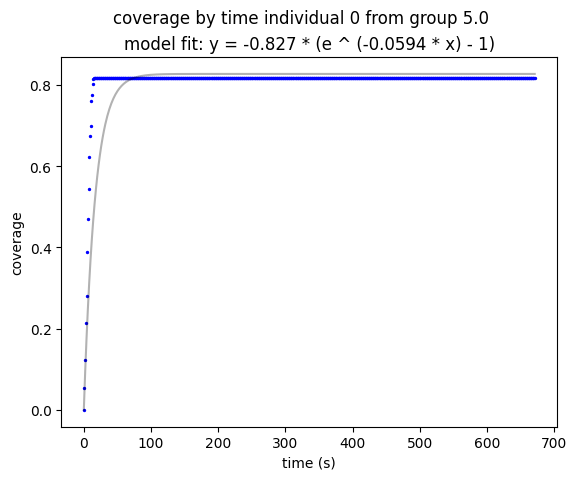 coverage by time individual 0 from group 5.0
model fit: y = -0.827 * (e ^ (-0.0594 * x) - 1)
0.8
0.6
0.4
0.2
0.0
coverage
0 100 200 300 400 500 600 700
time (s)